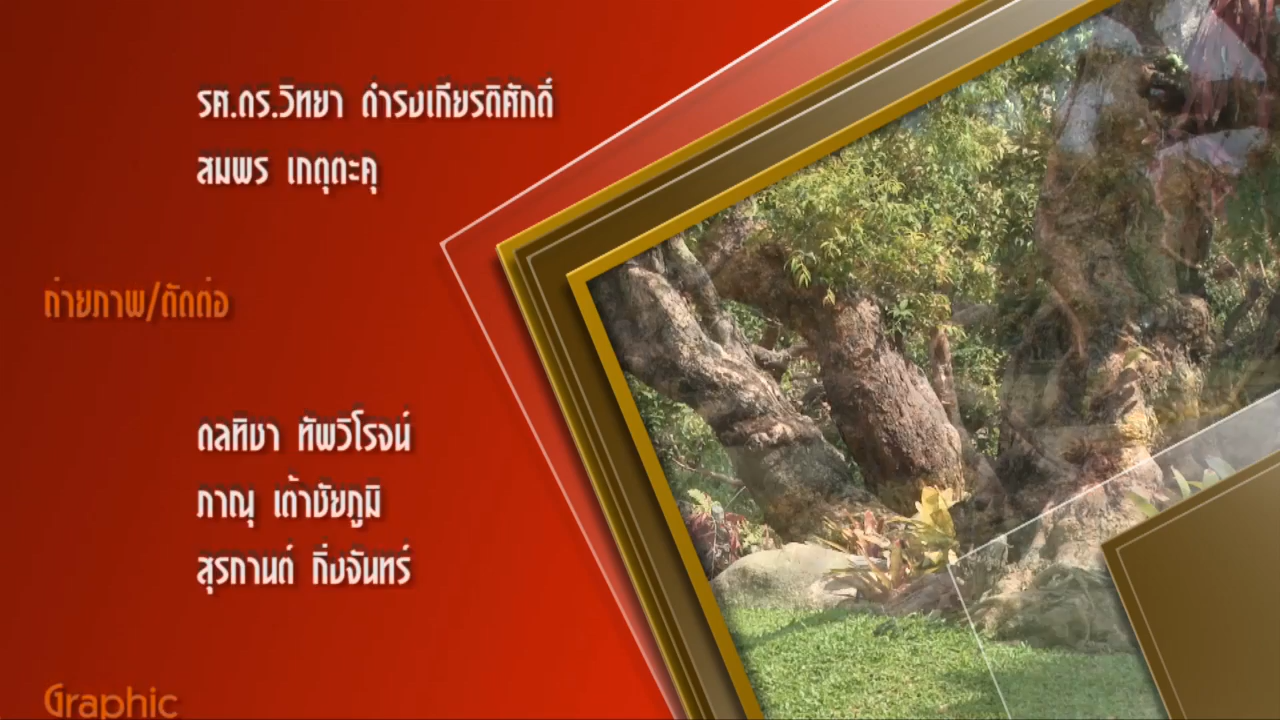 รศ.ดร.วิทยา ดำรงเกียรติศักดิ์
สมพร เกตุตะคุ
ถ่ายภาพ/ตัดต่อ
ดลทิชา ทัพวิโรจน์
ภาณุ เต๋าชัยภูมิ
สุรกานต์ กิ่งจันทร์
Graphic